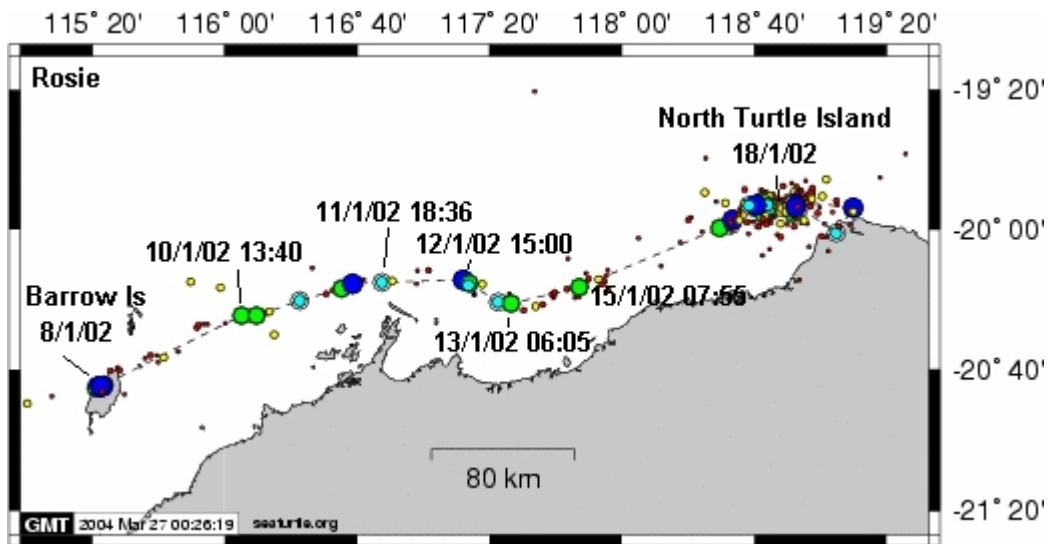 115˚20' 116˚00' 116˚40' 117˚20' 118˚00' 118˚40' 119˚20'
Rosie
-19˚20'
North Turtle Island
18/1/02
11/1/02 18:36
-20˚00'
10/1/02 13:40
12/1/02 15:00
Barrow Is
8/1/02
15/1/02 07:55
13/1/02 06:05
-20˚40'
80 km
-21˚20'
GMT 2004 Mar 27 00:26:19 seaturtle.org